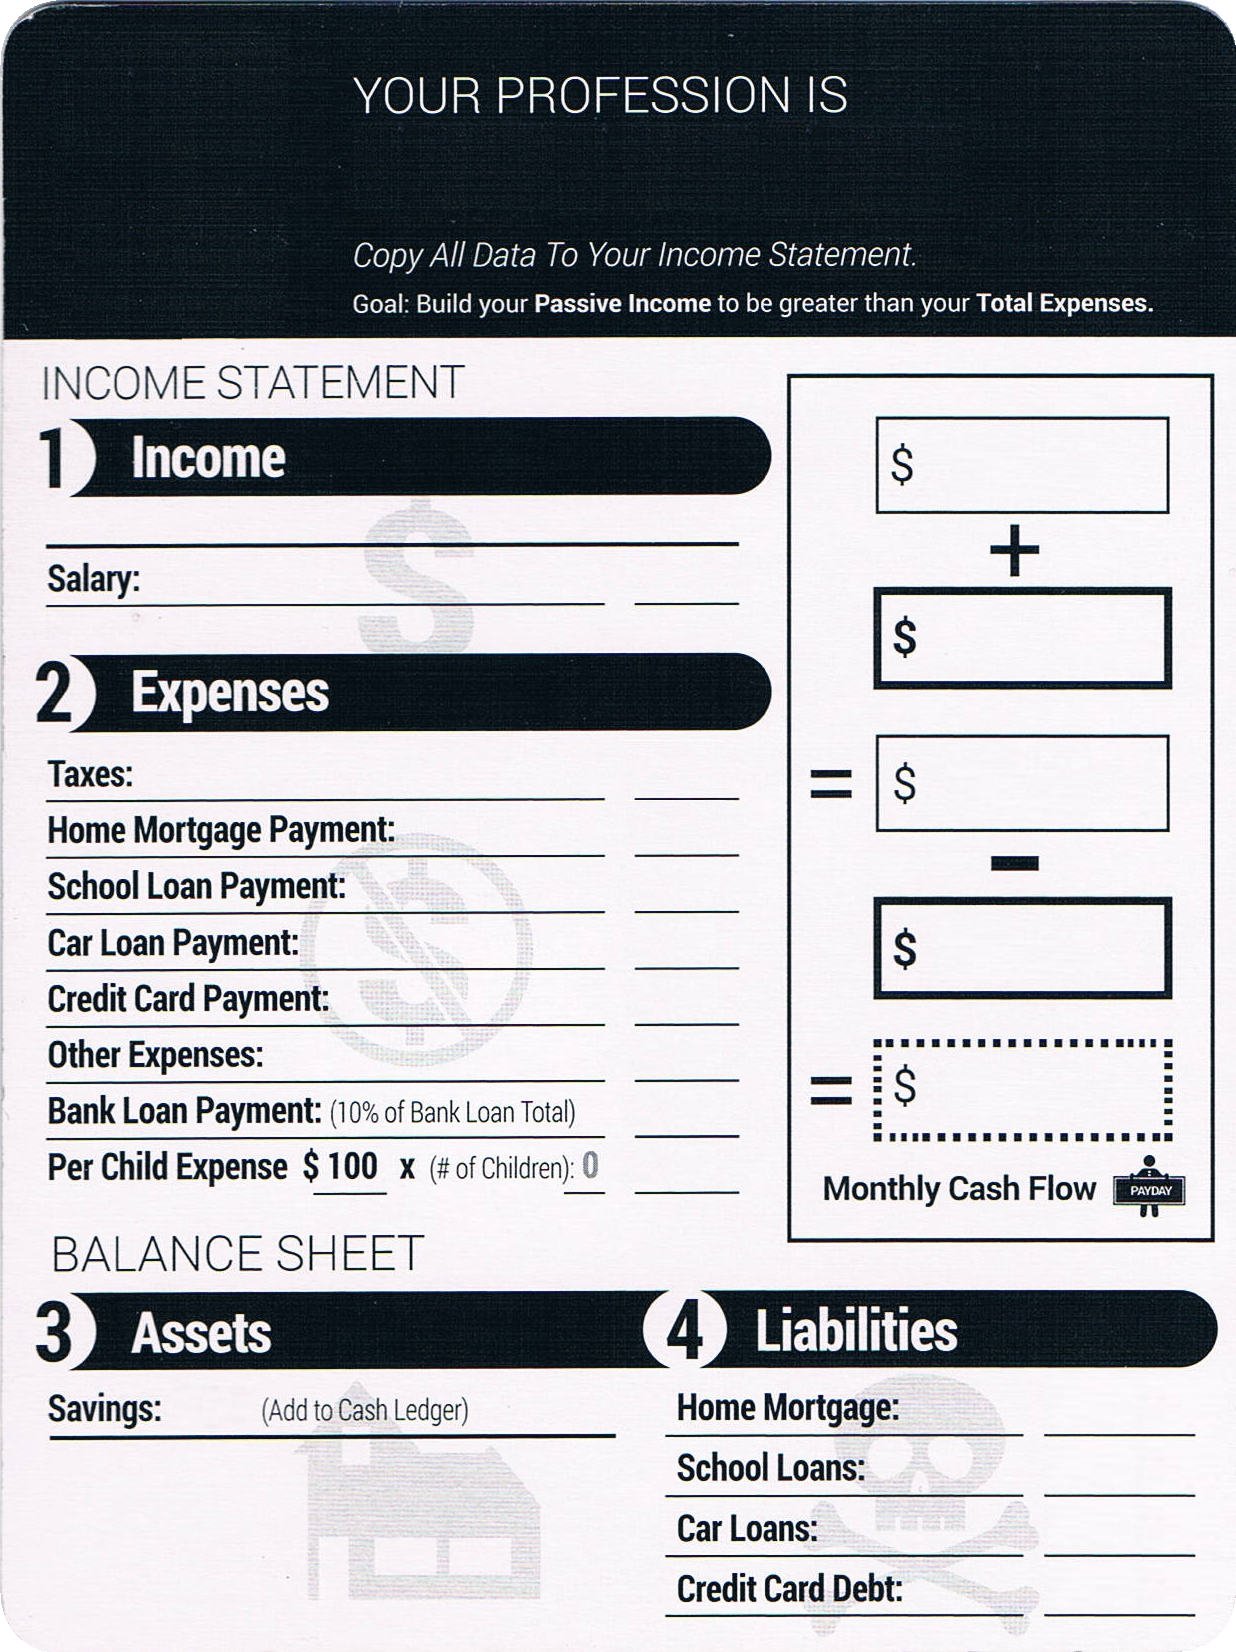 YOUR PROFESSION IS
Copy All Data To Your Income Statement.
Goal: Build your Passive Income to be greater than your Total Expenses.
INCOME STATEMENT
1 Income
Salary:
2 Expenses
Taxes:
Home Mortgage Payment:
School Loan Payment:
Car Loan Payment:
Credit Card Payment:
Other Expenses:
Bank Loan Payment: (10% of Bank Loan Total)
Per Child Expense $ 100 x (# of Children): 0
$
+
$
= $
-
$
= $
Monthly Cash Flow PAYDAY
BALANCE SHEET
3 Assets
Savings: (Add to Cash Ledger)
4 Liabilities
Home Mortgage:
School Loans:
Car Loans:
Credit Card Debt: